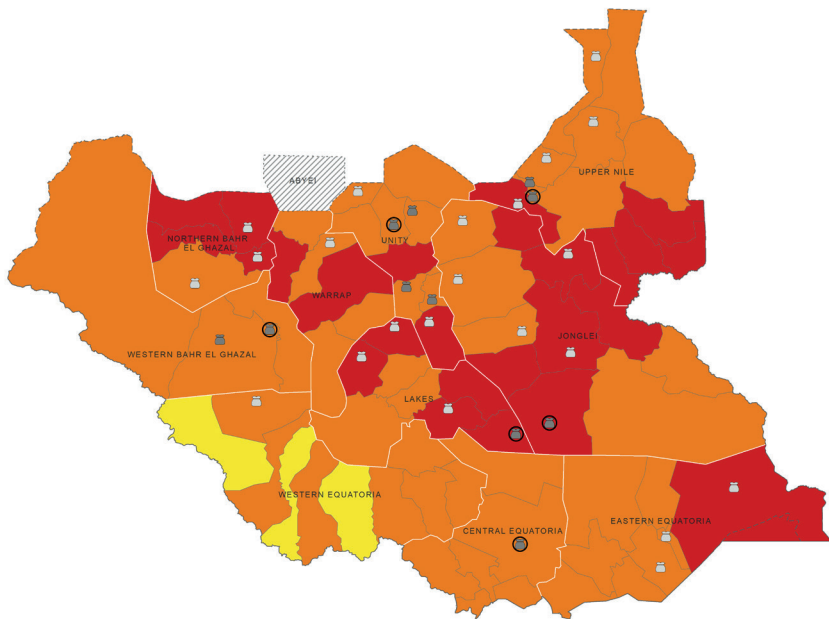 ABYEI
UPPER NILE
NORTHERN BAHR
EL GHAZAL
UNITY
WARRAP
JONGLEI
WESTERN BAHR EL GHAZAL
LAKES
WESTERN EQUATORIA
CENTRAL EQUATORIA
EASTERN EQUATORIA